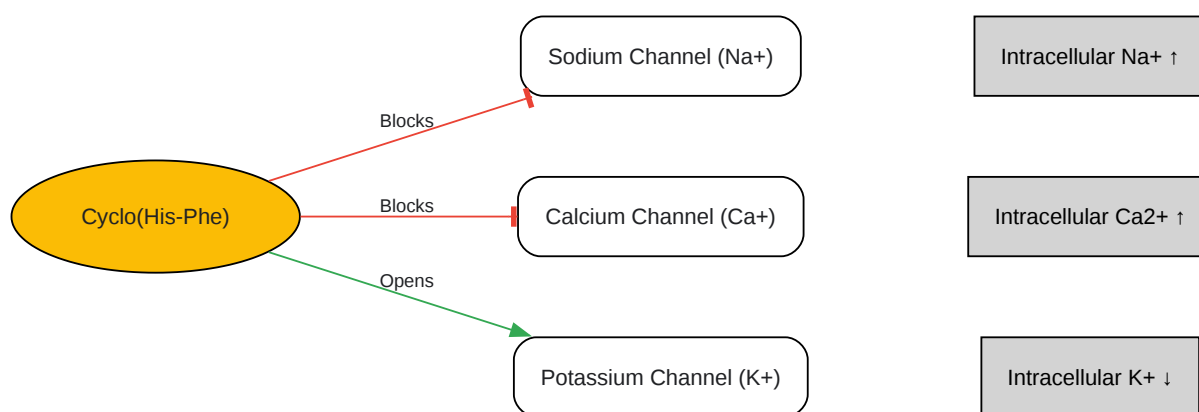 Sodium Channel (Na+)
Intracellular Na+ ↑
Blocks
Cyclo(His-Phe)
Blocks
Calcium Channel (Ca+)
Intracellular Ca2+ ↑
Opens
Potassium Channel (K+)
Intracellular K+ ↓